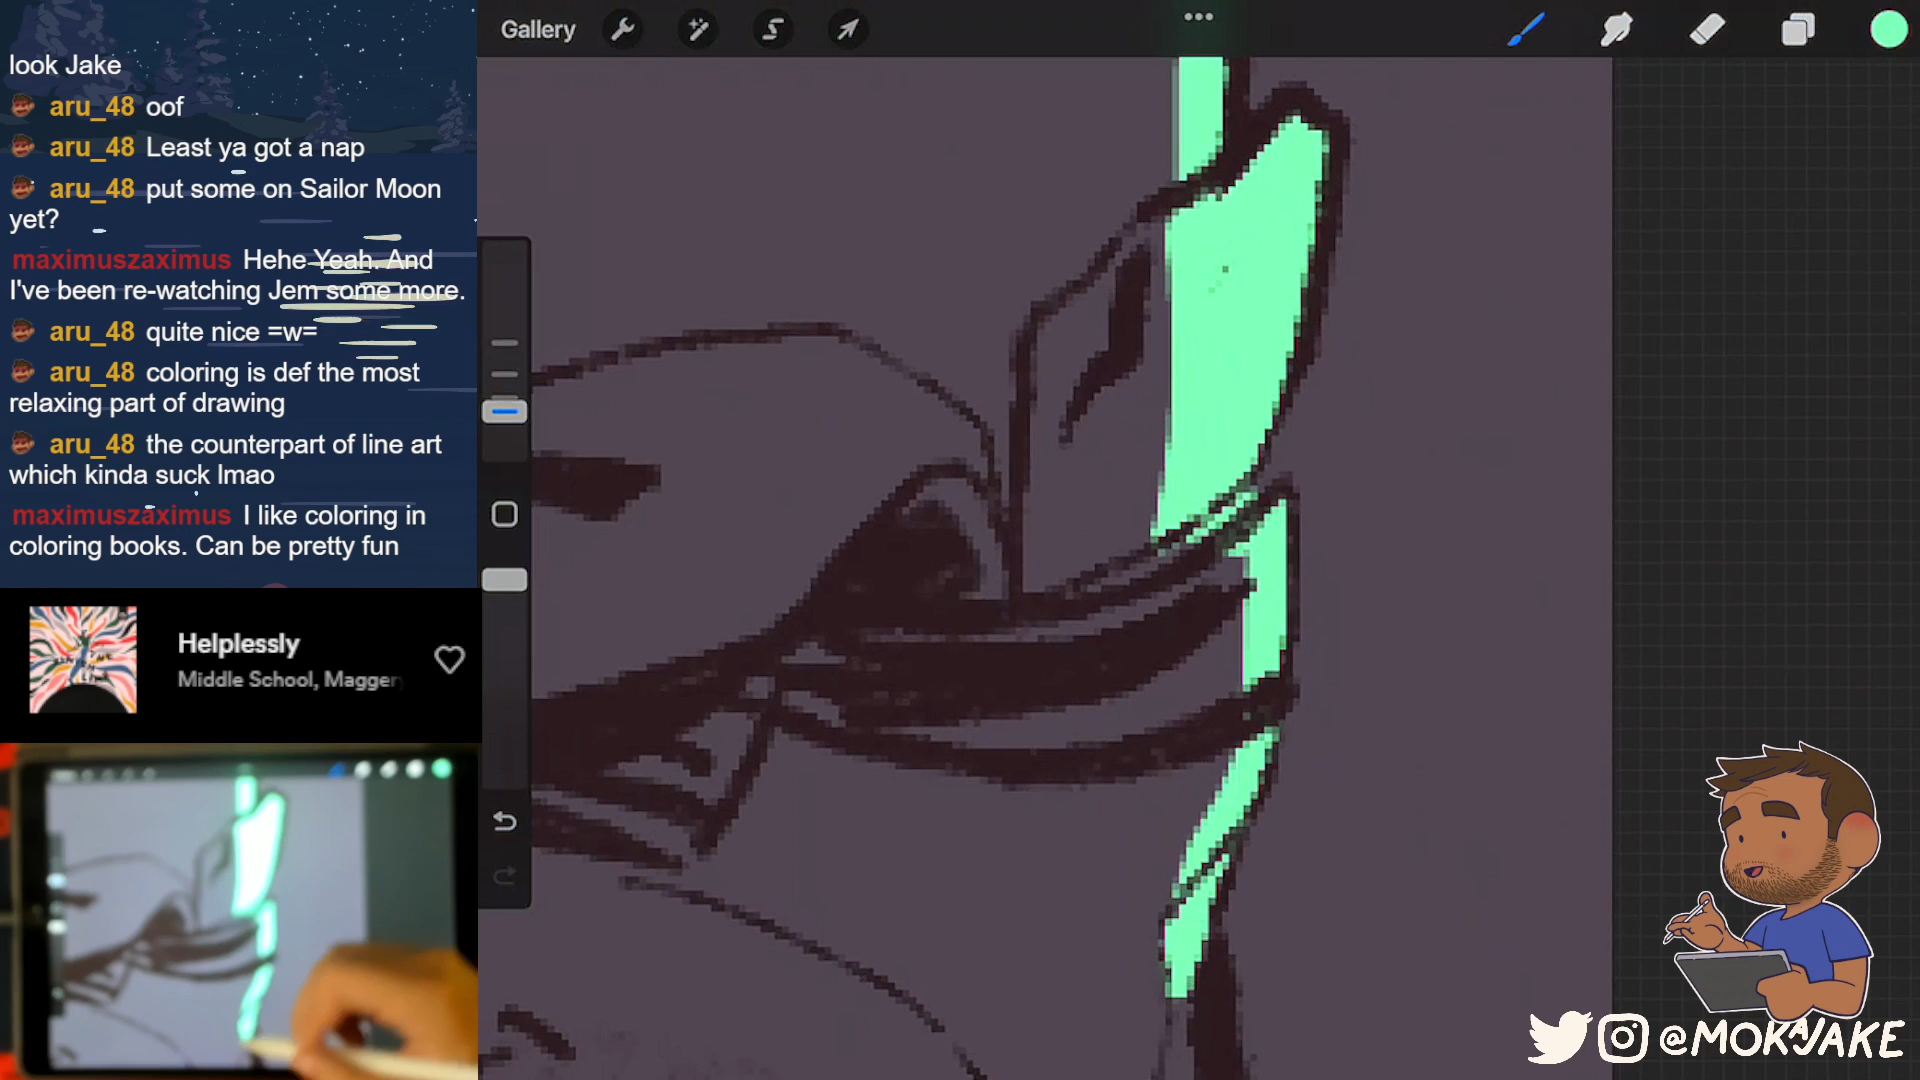 look Jake
aru_48 oof
aru_48 Least ya got a nap
aru_48 put some on Sailor Moon
yet?
maximuszaximus Hehe Yeah. And
I've been re-watching Jem some more.
aru_48 quite nice =w=
aru_48 coloring is def the most
relaxing part of drawing
aru_48 the counterpart of line art
which kinda suck lmao
maximuszaximus I like coloring in
coloring books. Can be pretty fun
Helplessly
Middle School, Magger
Gallery
@MOKAJAKE